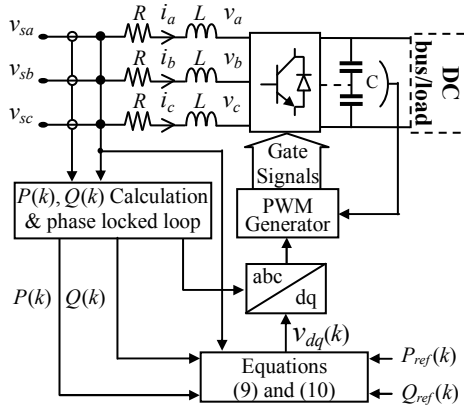 v_sa R i_a L v_a
v_sb R i_b L v_b
v_sc R i_c L v_c
C
DC
bus/load
Gate
Signals
P(k), Q(k) Calculation
& phase locked loop
PWM
Generator
abc
dq
P(k) Q(k)
v_dq(k)
Equations
(9) and (10)
P_ref(k)
Q_ref(k)